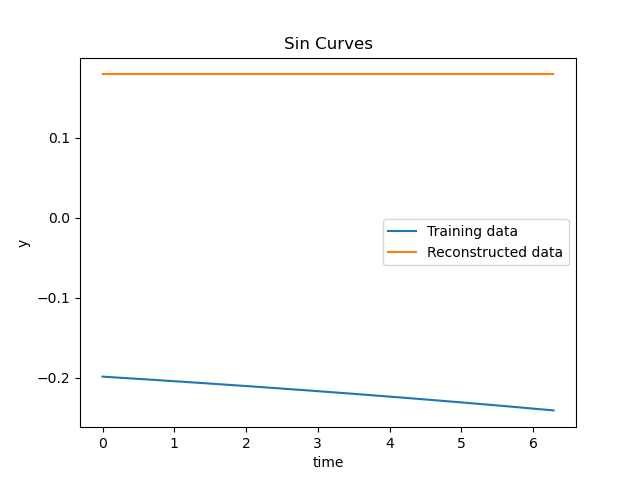 Sin Curves
y
0.1
0.0
−0.1
−0.2
Training data
Reconstructed data
0 1 2 3 4 5 6
time